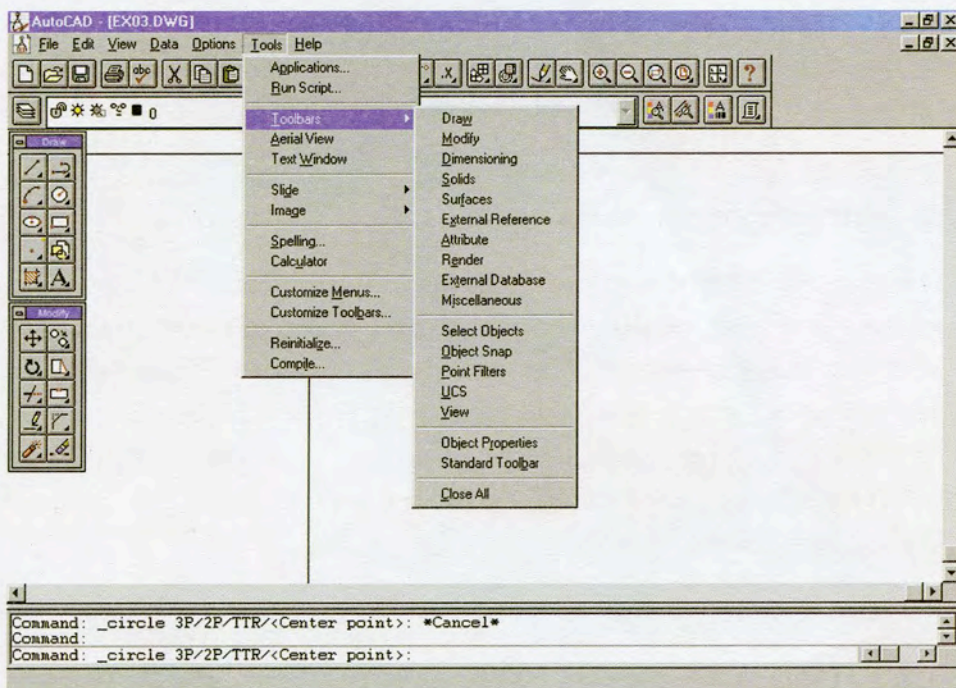 AutoCAD - [EX03.DWG]
File Edit View Data Options Tools Help
abc .X. ?
0
Applications...
Run Script...
Toolbars
Aerial View
Text Window
Slide
Image
Spelling...
Calculator
Customize Menus...
Customize Toolbars...
Reinitialize...
Compile...
Draw
Modify
Dimensioning
Solids
Surfaces
External Reference
Attribute
Render
External Database
Miscellaneous
Select Objects
Object Snap
Point Filters
UCS
View
Object Properties
Standard Toolbar
Close All
Draw
A
Modify
Command: _circle 3P/2P/TTR/<Center point>: *Cancel*
Command:
Command: _circle 3P/2P/TTR/<Center point>: